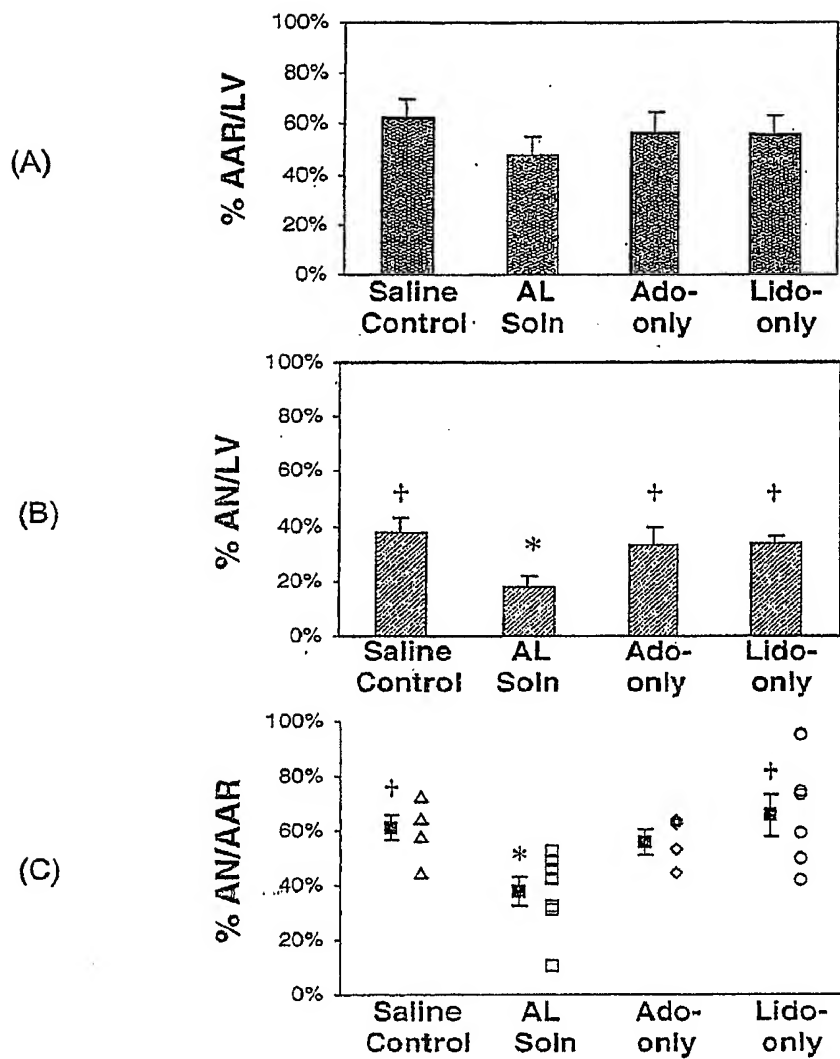 (A)
% AAR/LV
100%
80%
60%
40%
20%
0%
Saline Control
AL Soln
Ado-only
Lido-only
(B)
% AN/LV
100%
80%
60%
40%
20%
0%
†
*
†
†
Saline Control
AL Soln
Ado-only
Lido-only
(C)
% AN/AAR
100%
80%
60%
40%
20%
0%
†
*
†
Saline Control
AL Soln
Ado-only
Lido-only